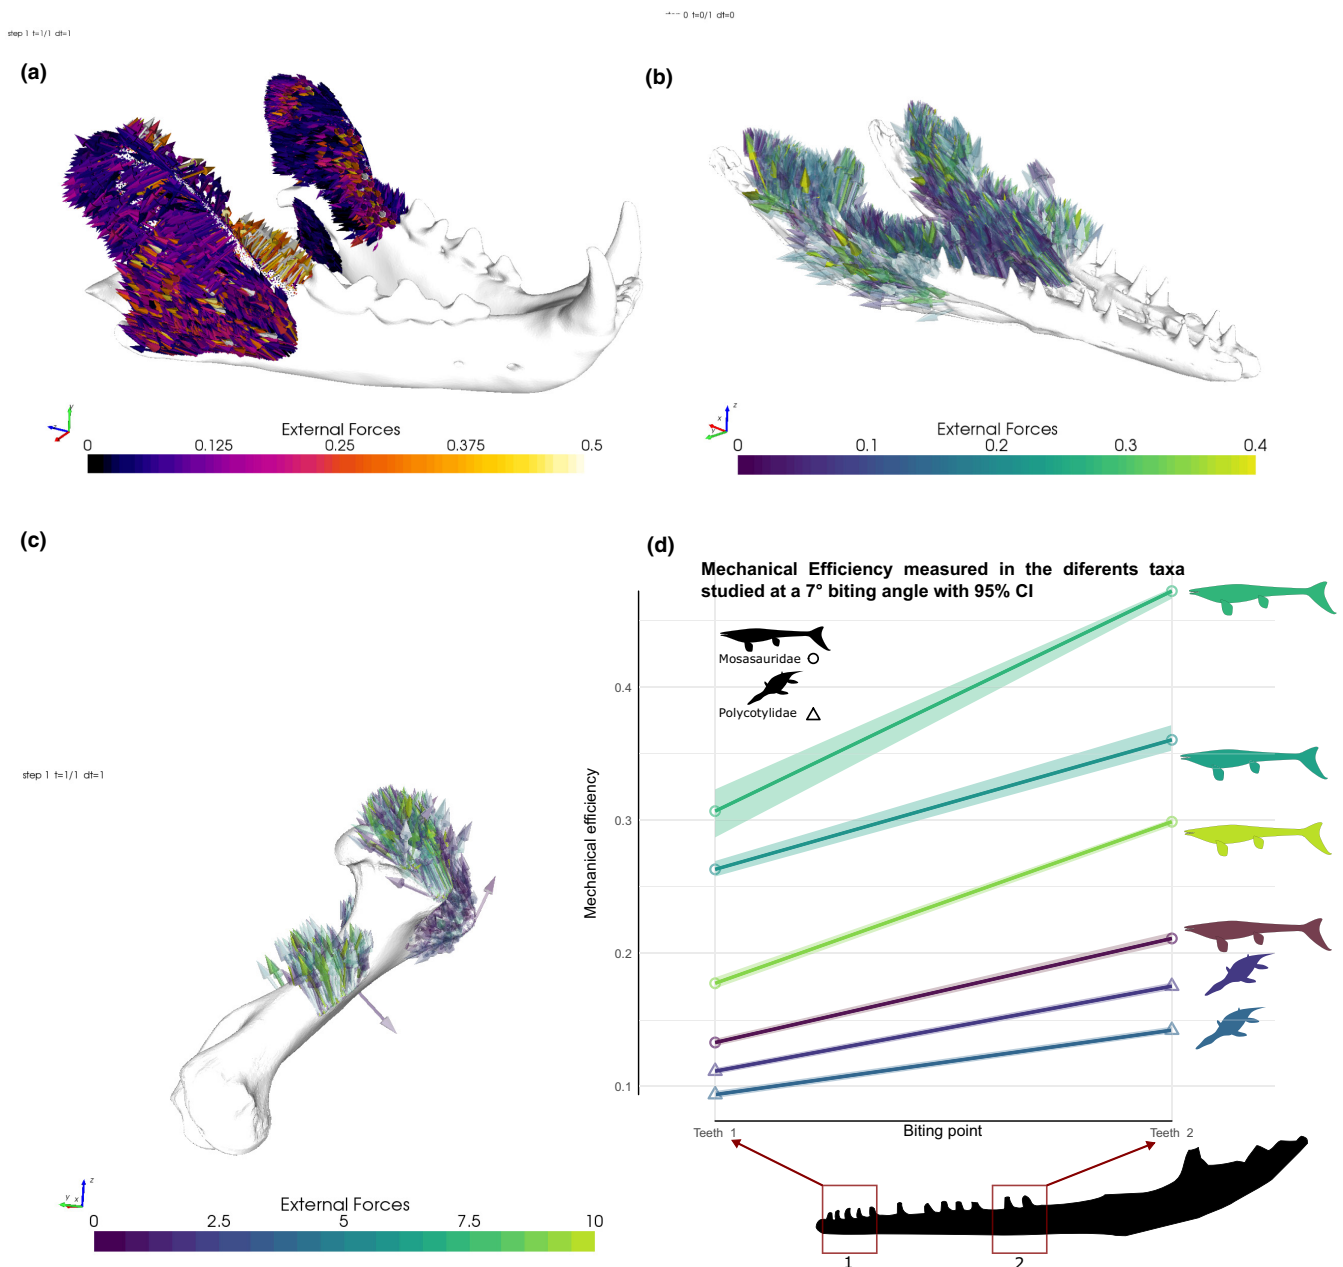 step 1 t=1/1 dt=1
(a)
0 t=0/1 dt=0
(b)
y
External Forces
0 0.125 0.25 0.375 0.5
z
x
y
External Forces
0 0.1 0.2 0.3 0.4
(c)
step 1 t=1/1 dt=1
z
y x
External Forces
0 2.5 5 7.5 10
(d)
Mechanical Efficiency measured in the diferents taxa
studied at a 7° biting angle with 95% CI
Mosasauridae
Polycotylidae
Mechanical efficiency
0.4
0.3
0.2
0.1
Teeth 1
Biting point
Teeth 2
1
2